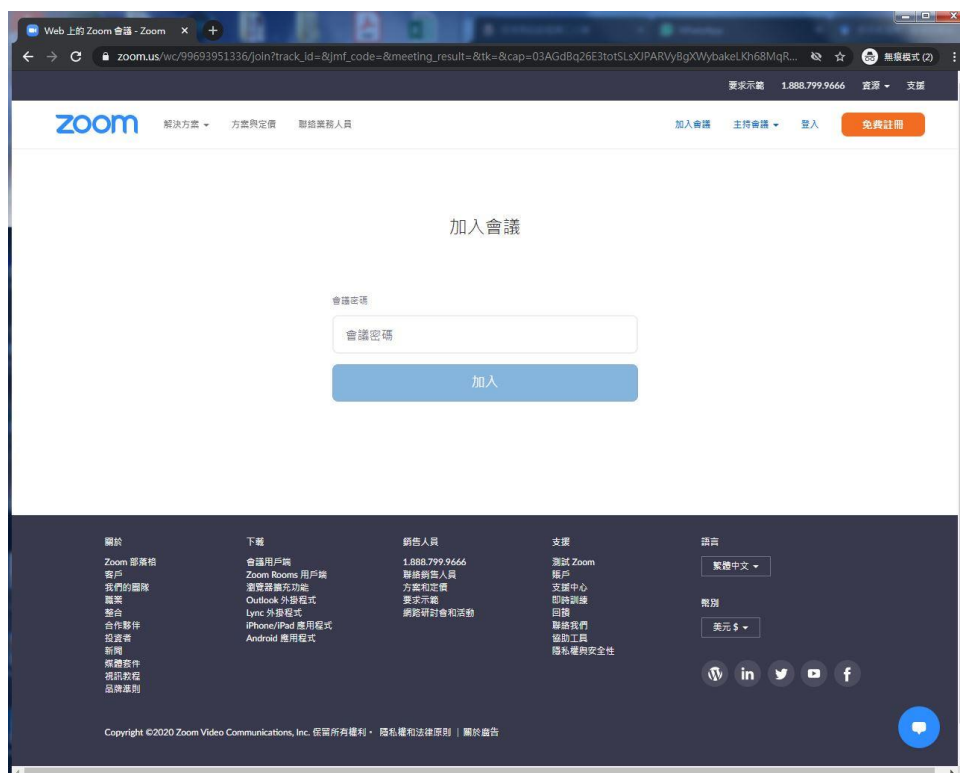 Web 上的 Zoom 會議 - Zoom
zoom.us/wc/99693951336/join?track_id=&jmf_code=&meeting_result=&tk=&cap=03AGdBq26E3totSLsXJPARVyBgXWybakeLKh68MqR...
無痕模式 (2)
要求示範 1.888.799.9666 資源 支援
zoom 解決方案 方案與定價 聯絡業務人員 加入會議 主持會議 登入 免費註冊
加入會議
會議密碼
會議密碼
加入
關於
Zoom 部落格
客戶
我們的團隊
職業
整合
合作夥伴
投資者
新聞
媒體套件
視訊教程
品牌準則
下載
會議用戶端
Zoom Rooms 用戶端
瀏覽器擴充功能
Outlook 外掛程式
Lync 外掛程式
iPhone/iPad 應用程式
Android 應用程式
銷售人員
1.888.799.9666
聯絡銷售人員
方案和定價
要求示範
網路研討會和活動
支援
測試 Zoom
賬戶
支援中心
即時訓練
回饋
聯絡我們
協助工具
隱私權與安全性
語言
繁體中文
幣別
美元 $
Copyright ©2020 Zoom Video Communications, Inc. 保留所有權利・ 隱私權和法律原則 | 關於廣告